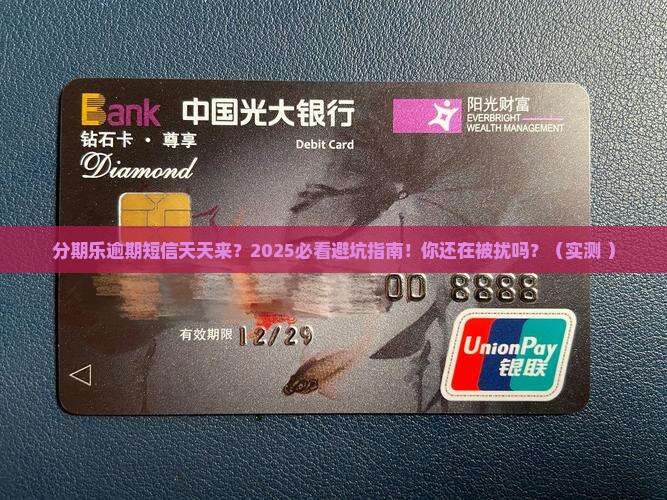 Bank 中国光大银行
阳光财富
EVERBRIGHT
WEALTH MANAGEMENT
钻石卡·尊享
Debit Card
Diamond
分期乐逾期短信天天来？2025必看避坑指南！你还在被扰吗？（实测 ）
00 8888
有效期限 12/29
UnionPay
银联